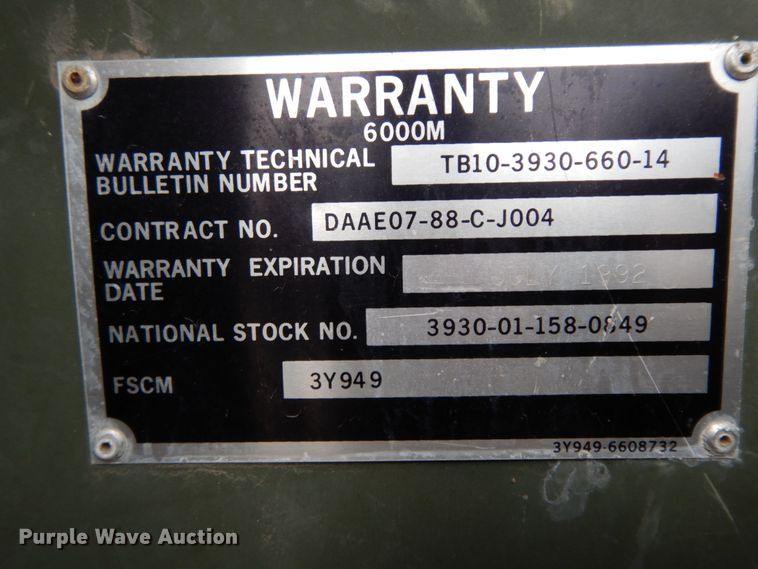 WARRANTY
6000M
WARRANTY TECHNICAL BULLETIN NUMBER TB10-3930-660-14
CONTRACT NO. DAAE07-88-C-J004
WARRANTY EXPIRATION DATE 1992
NATIONAL STOCK NO. 3930-01-158-0849
FSCM 3Y949
3Y949-6608732
Purple Wave Auction